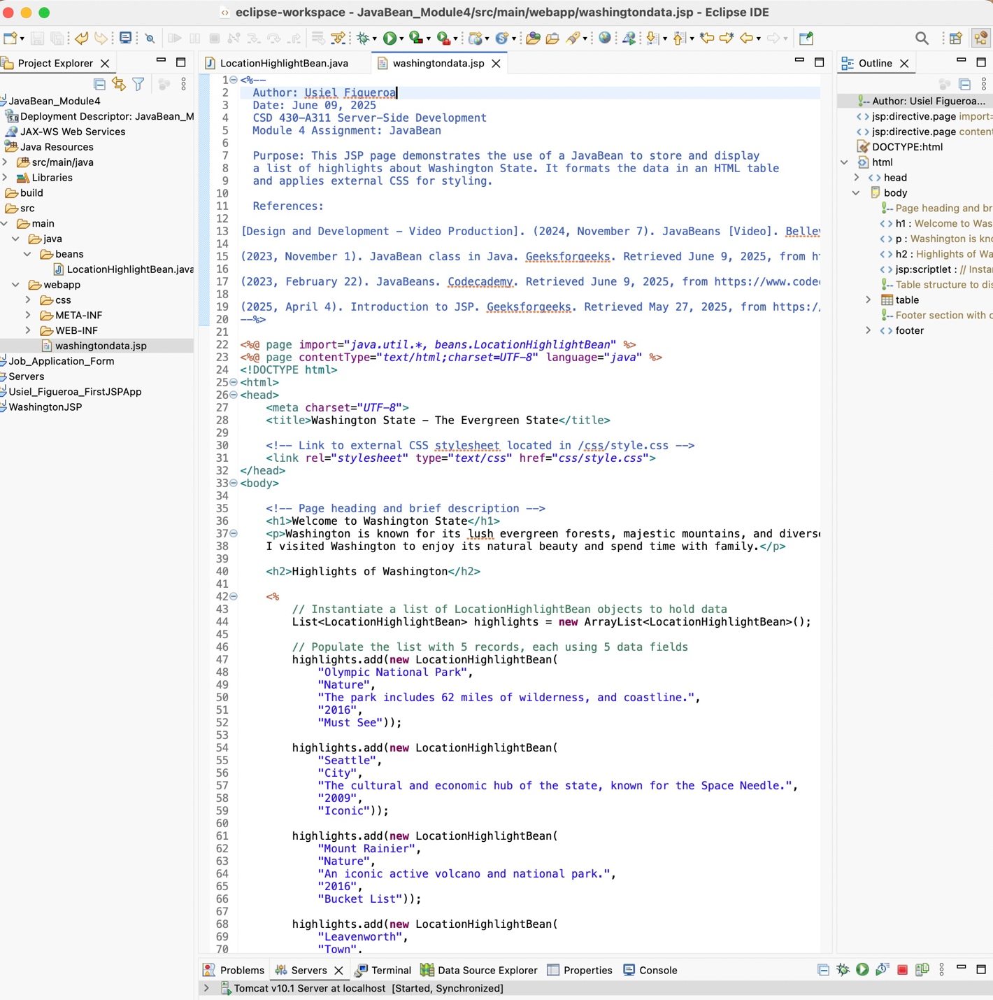 eclipse-workspace - JavaBean_Module4/src/main/webapp/washingtondata.jsp - Eclipse IDE
Project Explorer
JavaBean_Module4
Deployment Descriptor: JavaBean_M
JAX-WS Web Services
Java Resources
src/main/java
Libraries
build
src
main
java
beans
LocationHighlightBean.java
webapp
css
META-INF
WEB-INF
washingtondata.jsp
Job_Application_Form
Servers
Usiel_Figueroa_FirstJSPApp
WashingtonJSP
LocationHighlightBean.java
washingtondata.jsp
1 <%--
2 Author: Usiel Figueroa
3 Date: June 09, 2025
4 CSD 430-A311 Server-Side Development
5 Module 4 Assignment: JavaBean
6
7 Purpose: This JSP page demonstrates the use of a JavaBean to store and display
8 a list of highlights about Washington State. It formats the data in an HTML table
9 and applies external CSS for styling.
10
11 References:
12
13 [Design and Development - Video Production]. (2024, November 7). JavaBeans [Video]. Bellev
14
15 (2023, November 1). JavaBean class in Java. Geeksforgeeks. Retrieved June 9, 2025, from h
16
17 (2023, February 22). JavaBeans. Codecademy. Retrieved June 9, 2025, from https://www.codec
18
19 (2025, April 4). Introduction to JSP. Geeksforgeeks. Retrieved May 27, 2025, from https:/
20 --%>
21
22 <%@ page import="java.util.*, beans.LocationHighlightBean" %>
23 <%@ page contentType="text/html;charset=UTF-8" language="java" %>
24 <!DOCTYPE html>
25 <html>
26 <head>
27 <meta charset="UTF-8">
28 <title>Washington State - The Evergreen State</title>
29
30 <!-- Link to external CSS stylesheet located in /css/style.css -->
31 <link rel="stylesheet" type="text/css" href="css/style.css">
32 </head>
33 <body>
34
35 <!-- Page heading and brief description -->
36 <h1>Welcome to Washington State</h1>
37 <p>Washington is known for its lush evergreen forests, majestic mountains, and diverse
38 I visited Washington to enjoy its natural beauty and spend time with family.</p>
39
40 <h2>Highlights of Washington</h2>
41
42 <%
43 // Instantiate a list of LocationHighlightBean objects to hold data
44 List<LocationHighlightBean> highlights = new ArrayList<LocationHighlightBean>();
45
46 // Populate the list with 5 records, each using 5 data fields
47 highlights.add(new LocationHighlightBean(
48 "Olympic National Park",
49 "Nature",
50 "The park includes 62 miles of wilderness, and coastline.",
51 "2016",
52 "Must See"));
53
54 highlights.add(new LocationHighlightBean(
55 "Seattle",
56 "City",
57 "The cultural and economic hub of the state, known for the Space Needle.",
58 "2009",
59 "Iconic"));
60
61 highlights.add(new LocationHighlightBean(
62 "Mount Rainier",
63 "Nature",
64 "An iconic active volcano and national park.",
65 "2016",
66 "Bucket List"));
67
68 highlights.add(new LocationHighlightBean(
69 "Leavenworth",
70 "Town",
Outline
Author: Usiel Figueroa...
jsp:directive.page import=
jsp:directive.page content
DOCTYPE:html
html
head
body
Page heading and br
h1 : Welcome to Was
p : Washington is kno
h2 : Highlights of Wa
jsp:scriptlet : // Insta
Table structure to dis
table
Footer section with c
footer
Problems
Servers
Terminal
Data Source Explorer
Properties
Console
Tomcat v10.1 Server at localhost [Started, Synchronized]